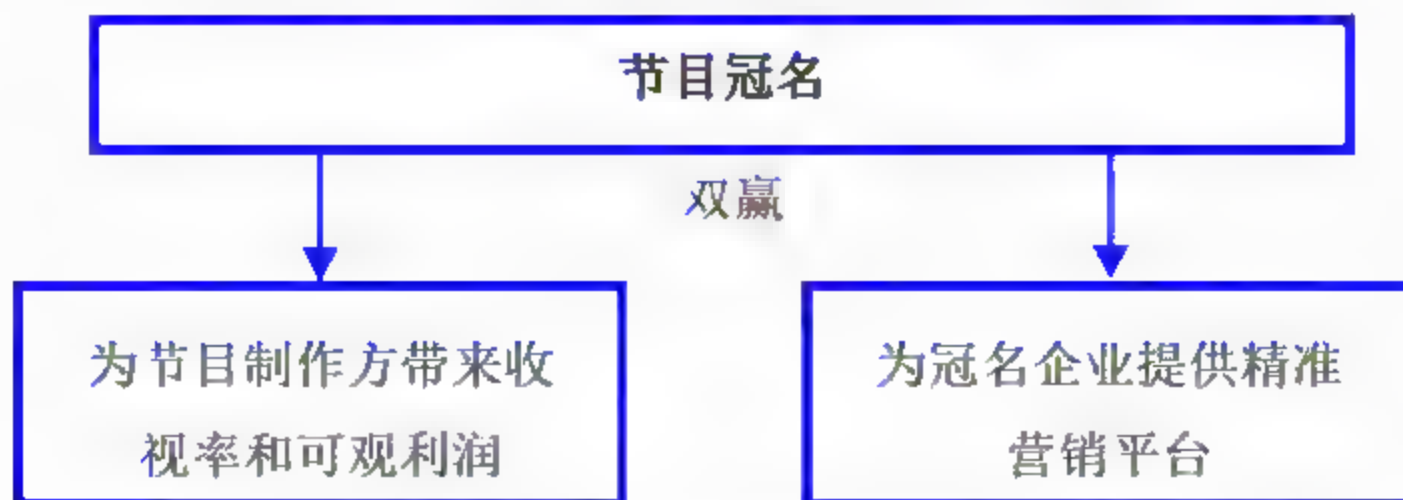 节目冠名
双赢
为节目制作方带来收
视率和可观利润
为冠名企业提供精准
营销平台